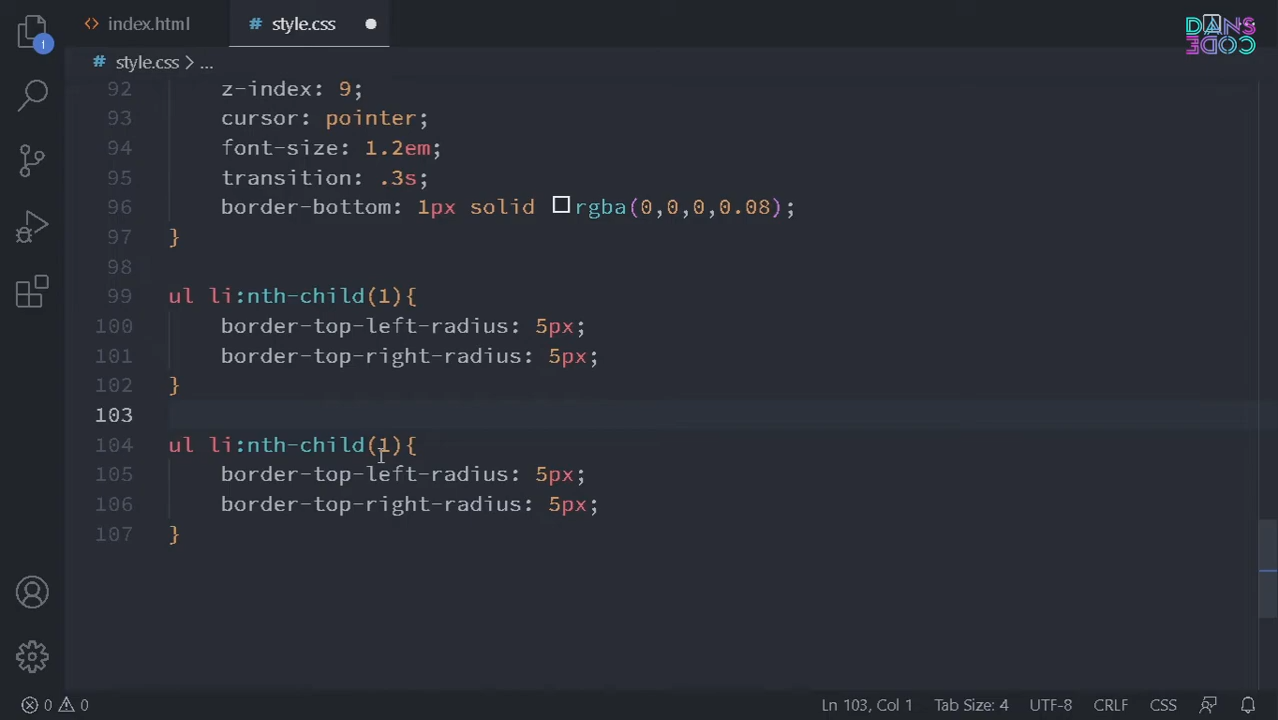 index.html
style.css
DANS
CODE
1
style.css > ...
92 z-index: 9;
93 cursor: pointer;
94 font-size: 1.2em;
95 transition: .3s;
96 border-bottom: 1px solid rgba(0,0,0,0.08);
97 }
98
99 ul li:nth-child(1){
100 border-top-left-radius: 5px;
101 border-top-right-radius: 5px;
102 }
103
104 ul li:nth-child(1){
105 border-top-left-radius: 5px;
106 border-top-right-radius: 5px;
107 }
0 0 Ln 103, Col 1 Tab Size: 4 UTF-8 CRLF CSS